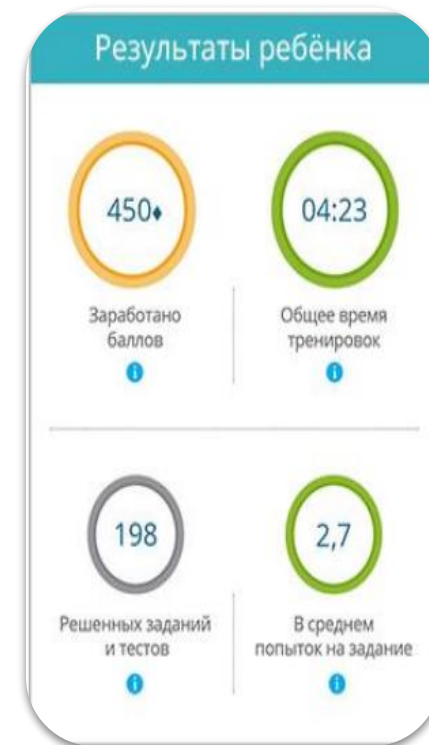 Результаты ребёнка
450♦
04:23
Заработано
баллов
Общее время
тренировок
198
2,7
Решенных заданий
и тестов
В среднем
попыток на задание